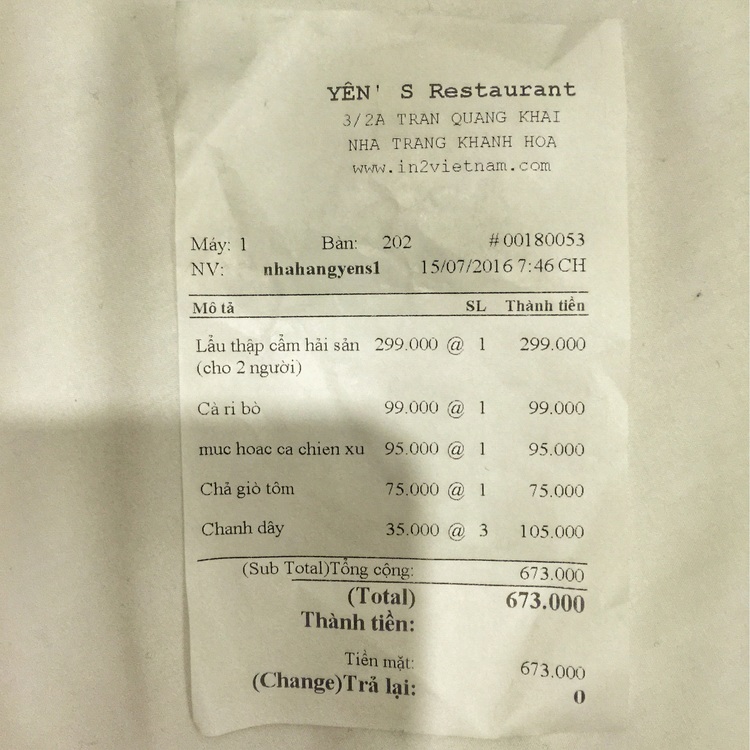 YÊN' S Restaurant
3/2A TRAN QUANG KHAI
NHA TRANG KHANH HOA
www.in2vietnam.com
Máy: 1 Bàn: 202 #00180053
NV: nhahangyens1 15/07/2016 7:46 CH
Mô tả SL Thành tiền
Lẩu thập cẩm hải sản 299.000 @ 1 299.000
(cho 2 người)
Cà ri bò 99.000 @ 1 99.000
muc hoac ca chien xu 95.000 @ 1 95.000
Chả giò tôm 75.000 @ 1 75.000
Chanh dây 35.000 @ 3 105.000
(Sub Total)Tổng cộng: 673.000
(Total) 673.000
Thành tiền:
Tiền mặt: 673.000
(Change)Trả lại: 0